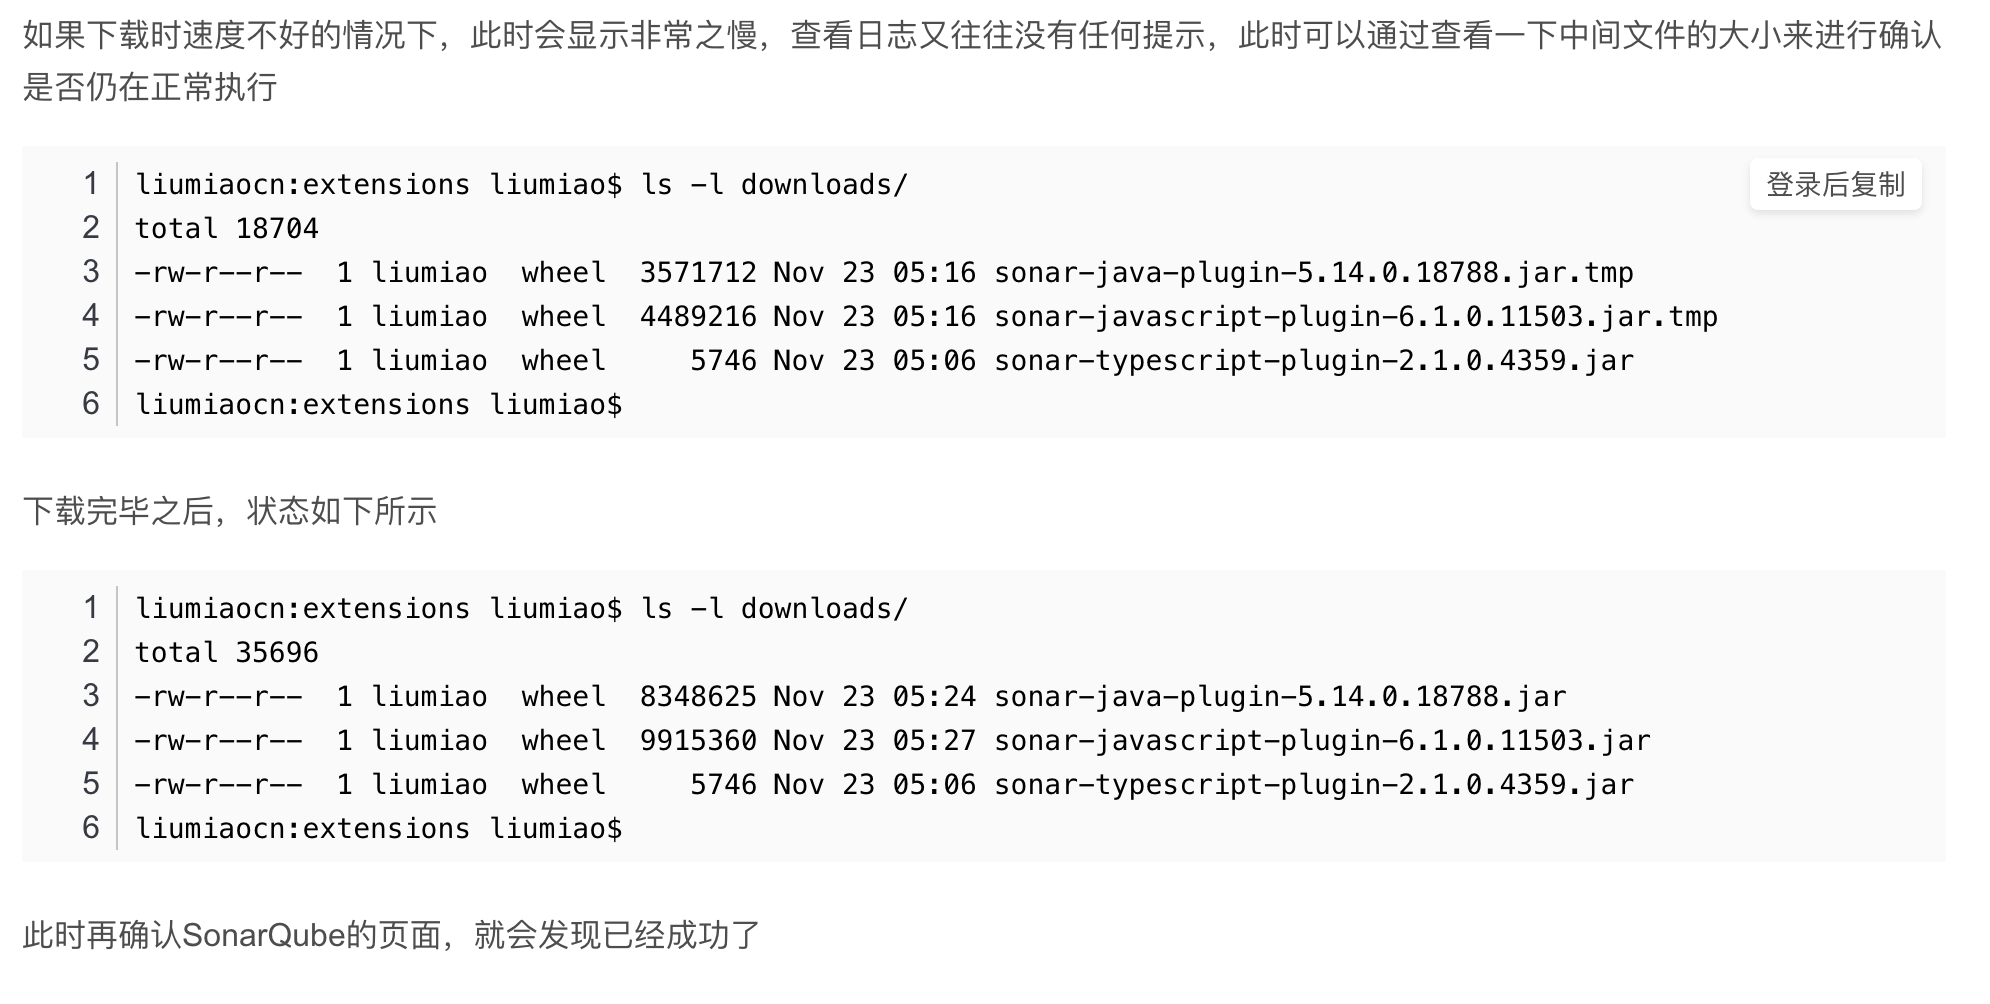 如果下载时速度不好的情况下，此时会显示非常之慢，查看日志又往往没有任何提示，此时可以通过查看一下中间文件的大小来进行确认
是否仍在正常执行
1 liumiaocn:extensions liumiao$ ls -l downloads/
登录后复制
2 total 18704
3 -rw-r--r--  1 liumiao  wheel  3571712 Nov 23 05:16 sonar-java-plugin-5.14.0.18788.jar.tmp
4 -rw-r--r--  1 liumiao  wheel  4489216 Nov 23 05:16 sonar-javascript-plugin-6.1.0.11503.jar.tmp
5 -rw-r--r--  1 liumiao  wheel     5746 Nov 23 05:06 sonar-typescript-plugin-2.1.0.4359.jar
6 liumiaocn:extensions liumiao$
下载完毕之后，状态如下所示
1 liumiaocn:extensions liumiao$ ls -l downloads/
2 total 35696
3 -rw-r--r--  1 liumiao  wheel  8348625 Nov 23 05:24 sonar-java-plugin-5.14.0.18788.jar
4 -rw-r--r--  1 liumiao  wheel  9915360 Nov 23 05:27 sonar-javascript-plugin-6.1.0.11503.jar
5 -rw-r--r--  1 liumiao  wheel     5746 Nov 23 05:06 sonar-typescript-plugin-2.1.0.4359.jar
6 liumiaocn:extensions liumiao$
此时再确认SonarQube的页面，就会发现已经成功了